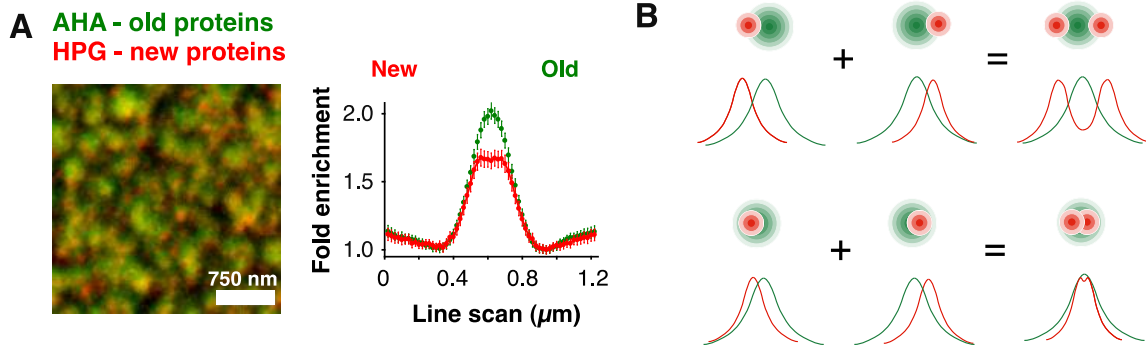 A
AHA - old proteins
HPG - new proteins
750 nm
New
Old
Fold enrichment
2.0
1.5
1.0
0
0.4
0.8
1.2
Line scan (µm)
B
+
=
+
=